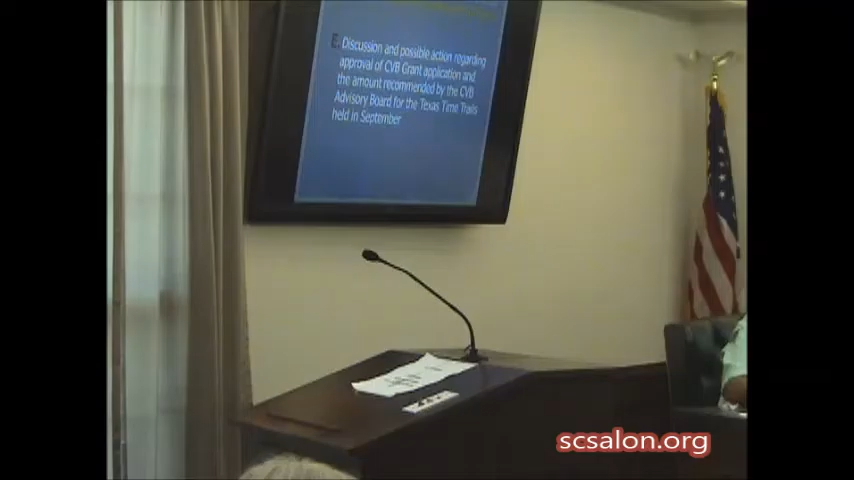 E. Discussion and possible action regarding
approval of CVB Grant application and
the amount recommended by the CVB
Advisory Board for the Texas Time Trails
held in September
scsalon.org